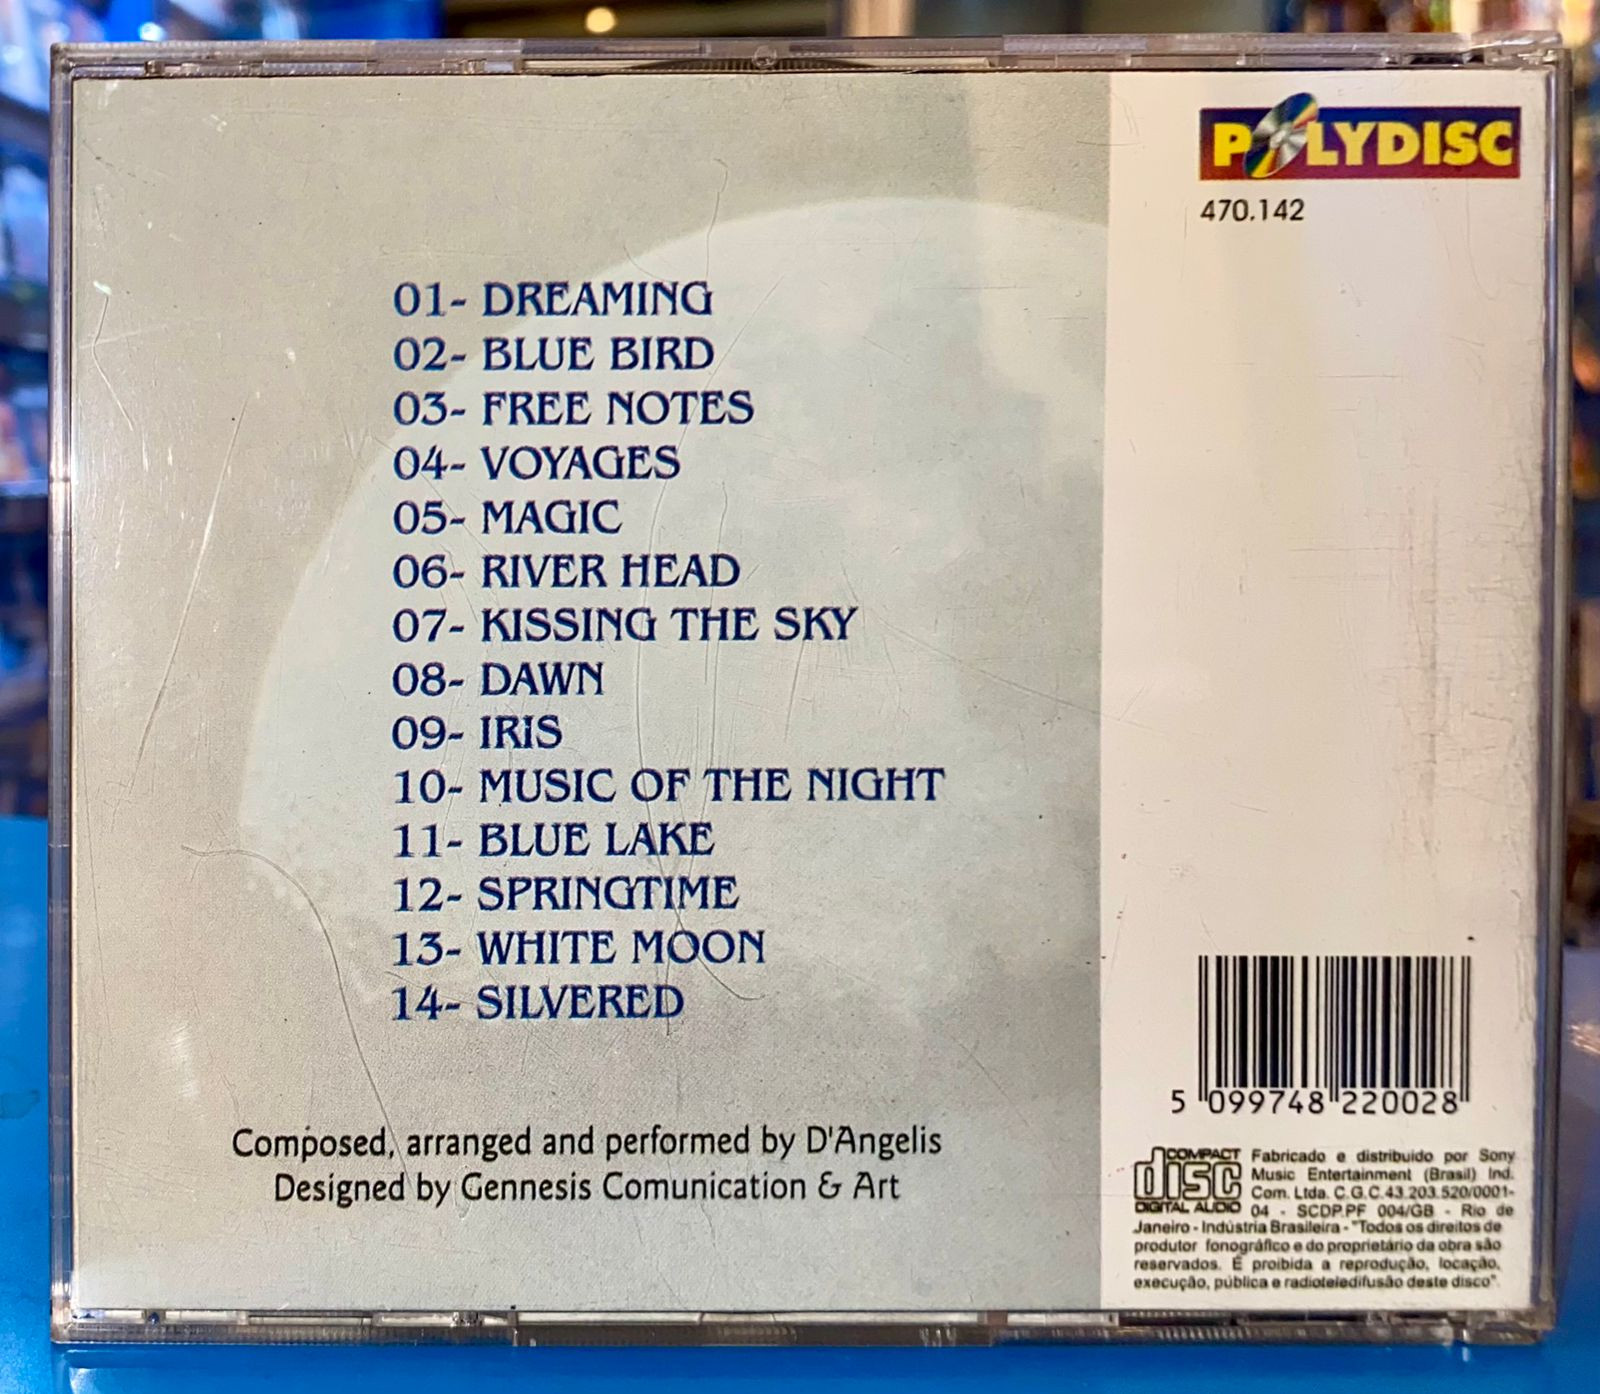 POLYDISC
470.142
01- DREAMING
02- BLUE BIRD
03- FREE NOTES
04- VOYAGES
05- MAGIC
06- RIVER HEAD
07- KISSING THE SKY
08- DAWN
09- IRIS
10- MUSIC OF THE NIGHT
11- BLUE LAKE
12- SPRINGTIME
13- WHITE MOON
14- SILVERED
Composed, arranged and performed by D'Angelis
Designed by Gennesis Comunication & Art
5 099748 220028
COMPACT
disc
DIGITAL AUDIO
Fabricado e distribuido por Sony
Music Entertainment (Brasil) Ind.
Com. Ltda. C.G.C.43.203.520/0001-
04 - SCDP.PF 004/GB - Rio de
Janeiro - Indústria Brasileira - "Todos os direitos de
produtor fonográfico e do proprietário da obra são
reservados. É proibida a reprodução, locação,
execução, pública e radioteledifusão deste disco".